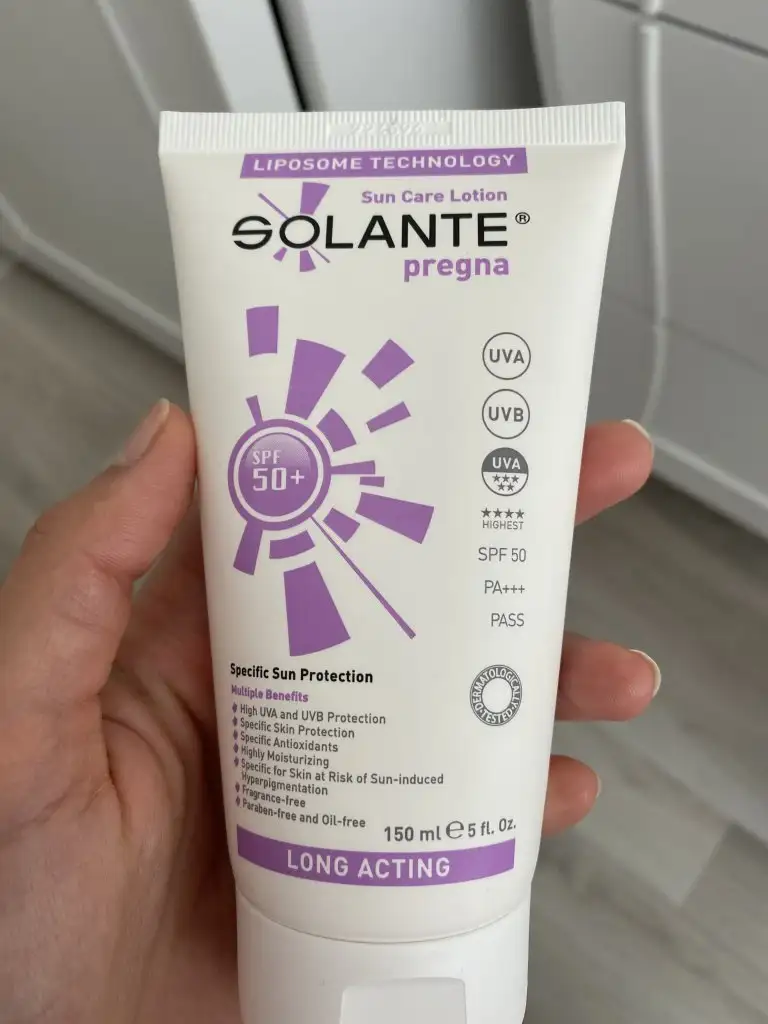 LIPOSOME TECHNOLOGY
Sun Care Lotion
SOLANTE®
pregna
UVA
UVB
SPF
50+
UVA
★★★
★★
★★★★
HIGHEST
SPF 50
PA+++
PASS
DERMATOLOGICALLY
TESTED
Specific Sun Protection
Multiple Benefits
High UVA and UVB Protection
Specific Skin Protection
Specific Antioxidants
Highly Moisturizing
Specific for Skin at Risk of Sun-induced
Hyperpigmentation
Fragrance-free
Paraben-free and Oil-free
150 ml ℮ 5 fl. Oz.
LONG ACTING